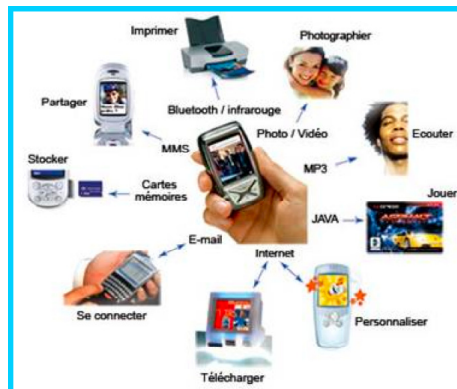 Imprimer
Photographier
Partager
Bluetooth / infrarouge
Photo / Vidéo
Ecouter
MMS
Stocker
MP3
Cartes
mémoires
Jouer
JAVA
ASPHALT
E-mail
Internet
Se connecter
Personnaliser
Télécharger